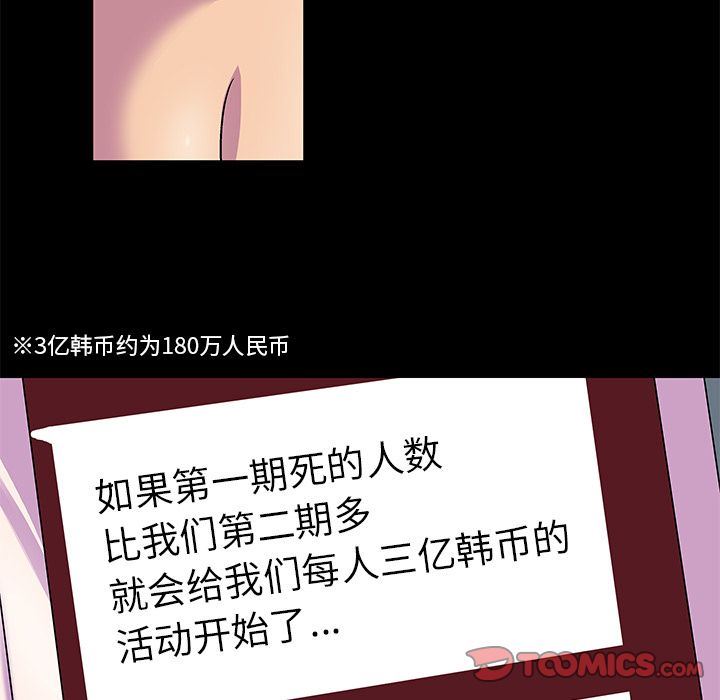 ※3亿韩币约为180万人民币
如果第一期死的人数
比我们第二期多
就会给我们每人三亿韩币的
活动开始了...
TOOMICS.COM